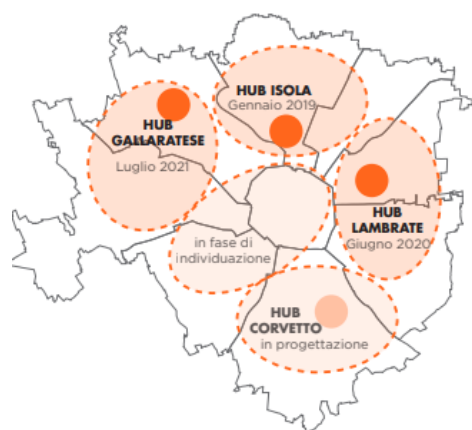 HUB ISOLA
Gennaio 2019
HUB
GALLARATESE
Luglio 2021
HUB
LAMBRATE
Giugno 2020
in fase di
individuazione
HUB
CORVETTO
in progettazione